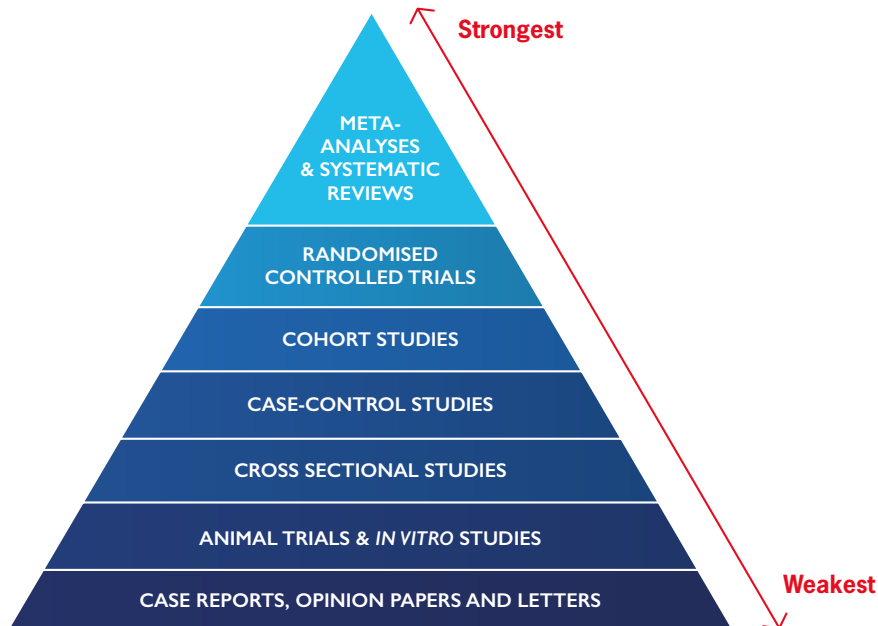 Strongest
META-
ANALYSES
& SYSTEMATIC
REVIEWS
RANDOMISED
CONTROLLED TRIALS
COHORT STUDIES
CASE-CONTROL STUDIES
CROSS SECTIONAL STUDIES
ANIMAL TRIALS & IN VITRO STUDIES
Weakest
CASE REPORTS, OPINION PAPERS AND LETTERS